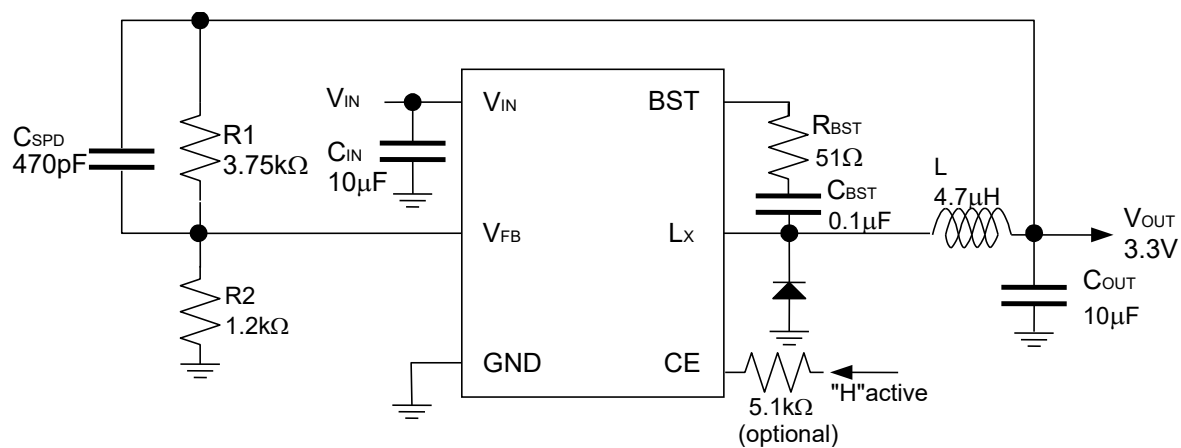 VIN
VIN
BST
RBST
51Ω
CSPD
470pF
R1
3.75kΩ
CIN
10μF
CBST
0.1μF
L
4.7μH
VFB
LX
VOUT
3.3V
R2
1.2kΩ
COUT
10μF
GND
CE
"H"active
5.1kΩ
(optional)